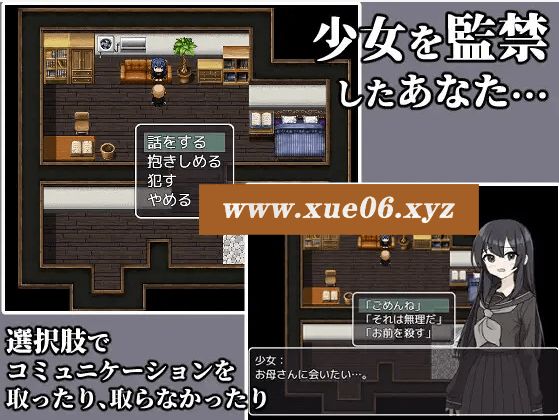 少女を監禁
したあなた…
話をする
抱きしめる
犯す
やめる
www.xue06.xyz
「ごめんね」
「それは無理だ」
「お前を殺す」
少女：
お母さんに会いたい…。
選択肢で
コミュニケーションを
取ったり、取らなかったり